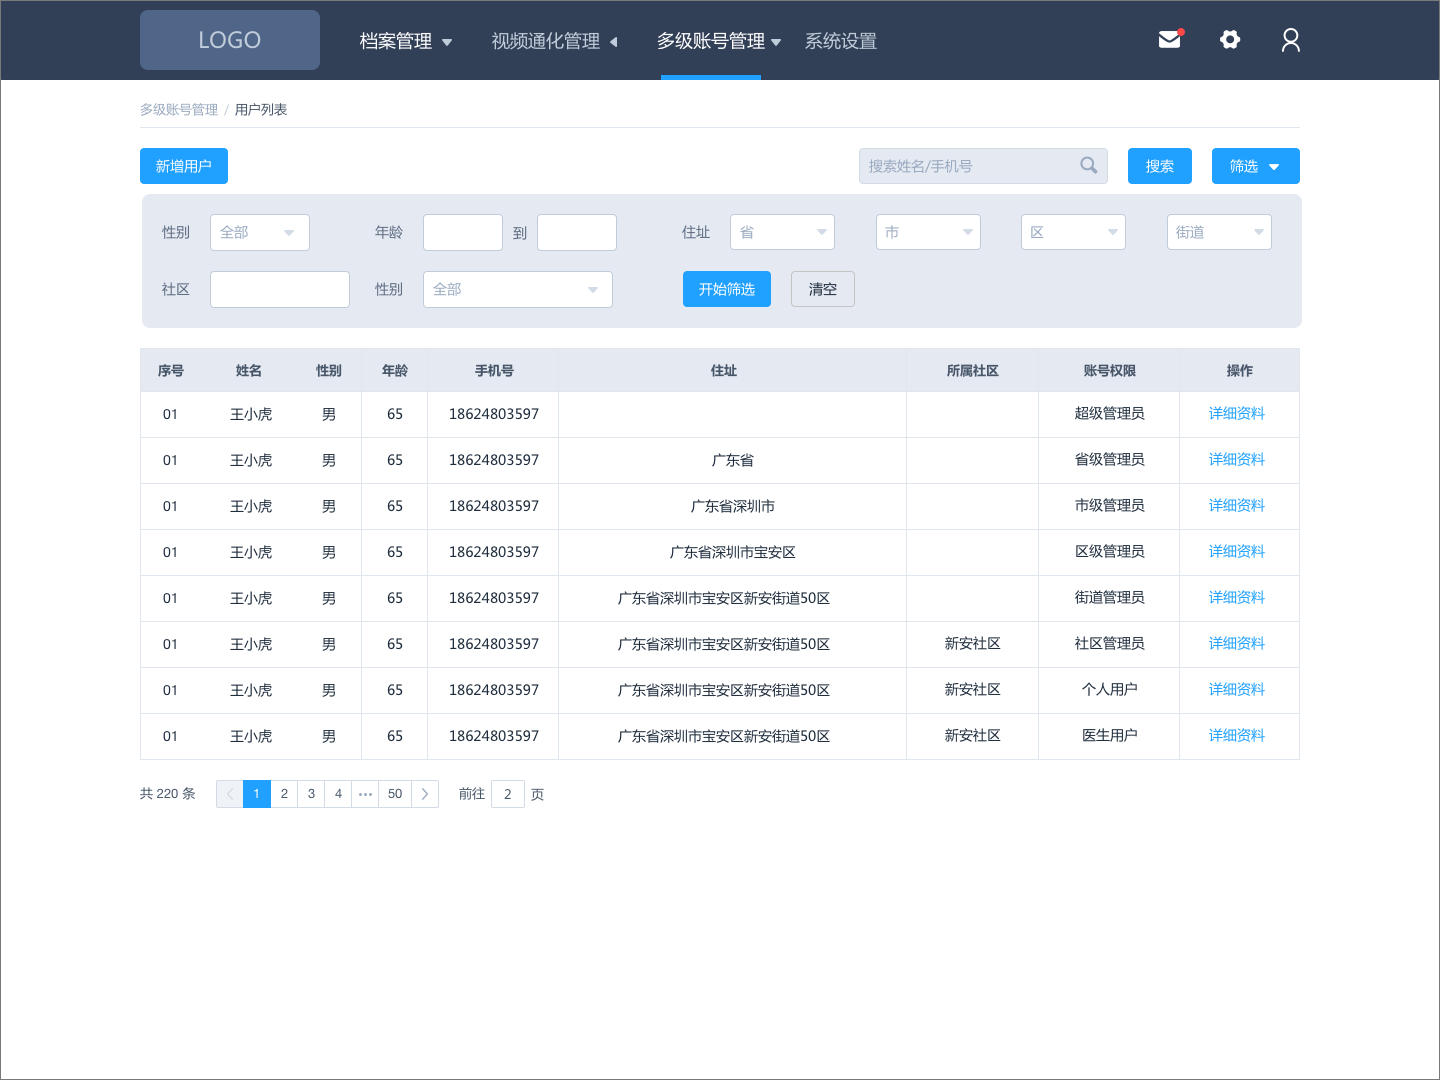 LOGO 档案管理 视频通化管理 多级账号管理 系统设置
多级账号管理 / 用户列表
新增用户 搜索姓名/手机号 搜索 筛选
性别 全部 年龄 到 住址 省 市 区 街道
社区 性别 全部 开始筛选 清空
序号 姓名 性别 年龄 手机号 住址 所属社区 账号权限 操作
01 王小虎 男 65 18624803597 超级管理员 详细资料
01 王小虎 男 65 18624803597 广东省 省级管理员 详细资料
01 王小虎 男 65 18624803597 广东省深圳市 市级管理员 详细资料
01 王小虎 男 65 18624803597 广东省深圳市宝安区 区级管理员 详细资料
01 王小虎 男 65 18624803597 广东省深圳市宝安区新安街道50区 街道管理员 详细资料
01 王小虎 男 65 18624803597 广东省深圳市宝安区新安街道50区 新安社区 社区管理员 详细资料
01 王小虎 男 65 18624803597 广东省深圳市宝安区新安街道50区 新安社区 个人用户 详细资料
01 王小虎 男 65 18624803597 广东省深圳市宝安区新安街道50区 新安社区 医生用户 详细资料
共 220 条 1 2 3 4 ••• 50 前往 2 页